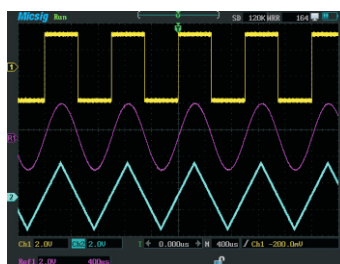 Micsig Run SD 120K WRR 164
1
R1
2
Ch1 2.0V Ch2 2.0V T 0.000us M 400us Ch1 -200.0mV
Ref1 2.0V 400us